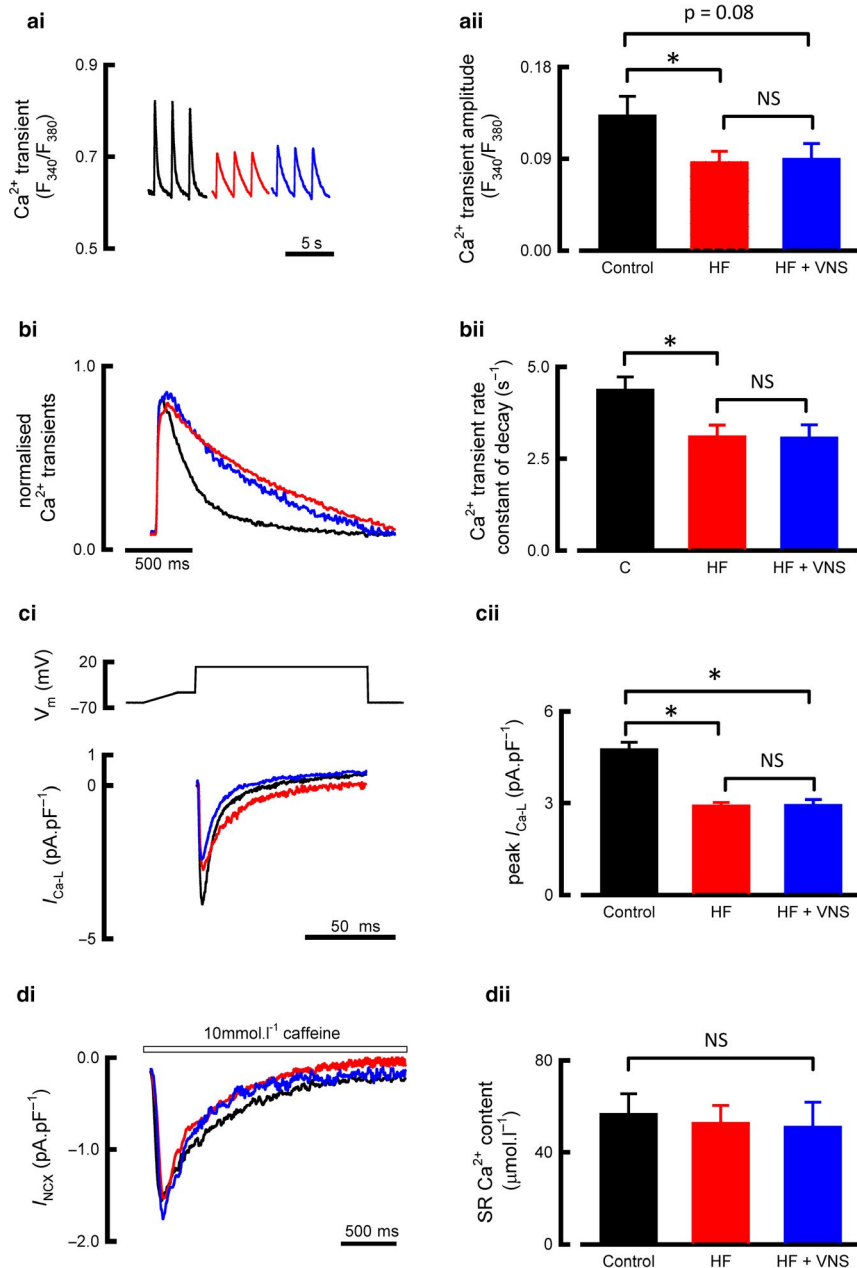 ai
0.9
0.7
0.5
Ca²⁺ transient
(F₃₄₀/F₃₈₀)
5 s
aii
p = 0.08
*
NS
0.18
0.09
0.00
Ca²⁺ transient amplitude
(F₃₄₀/F₃₈₀)
Control HF HF + VNS
bi
1.0
0.0
normalised
Ca²⁺ transients
500 ms
bii
*
NS
5.0
2.5
0.0
Ca²⁺ transient rate
constant of decay (s⁻¹)
C HF HF + VNS
ci
20
−70
Vₘ (mV)
1
0
−5
I_Ca-L (pA.pF⁻¹)
50 ms
cii
*
*
NS
6
3
0
peak I_Ca-L (pA.pF⁻¹)
Control HF HF + VNS
di
10mmol.l⁻¹ caffeine
0.0
−1.0
−2.0
I_NCX (pA.pF⁻¹)
500 ms
dii
NS
80
40
0
SR Ca²⁺ content
(μmol.l⁻¹)
Control HF HF + VNS